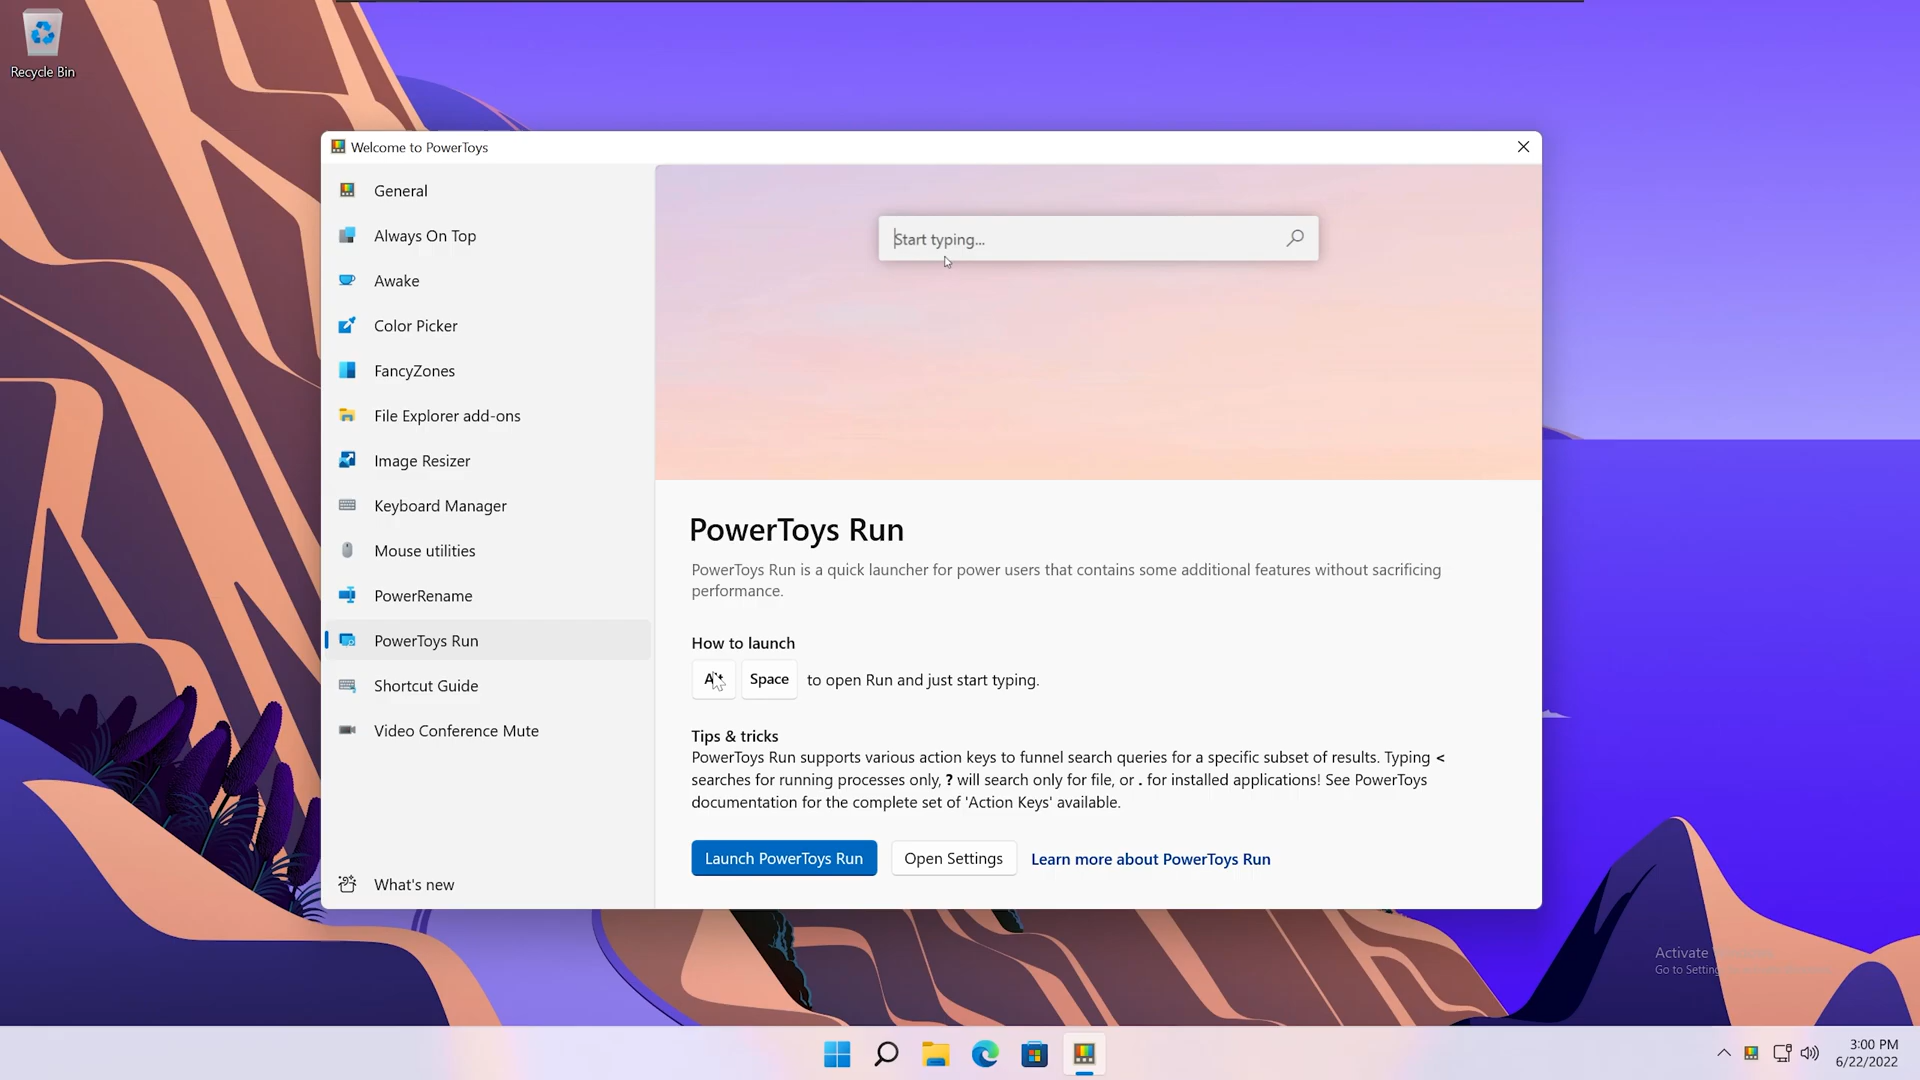 Recycle Bin
Welcome to PowerToys
General
Always On Top
Awake
Color Picker
FancyZones
File Explorer add-ons
Image Resizer
Keyboard Manager
Mouse utilities
PowerRename
PowerToys Run
Shortcut Guide
Video Conference Mute
What's new
Start typing...
PowerToys Run
PowerToys Run is a quick launcher for power users that contains some additional features without sacrificing
performance.
How to launch
Space to open Run and just start typing.
Tips & tricks
PowerToys Run supports various action keys to funnel search queries for a specific subset of results. Typing <
searches for running processes only, ? will search only for file, or . for installed applications! See PowerToys
documentation for the complete set of 'Action Keys' available.
Launch PowerToys Run
Open Settings
Learn more about PowerToys Run
Activate
Go to
3:00 PM
6/22/2022